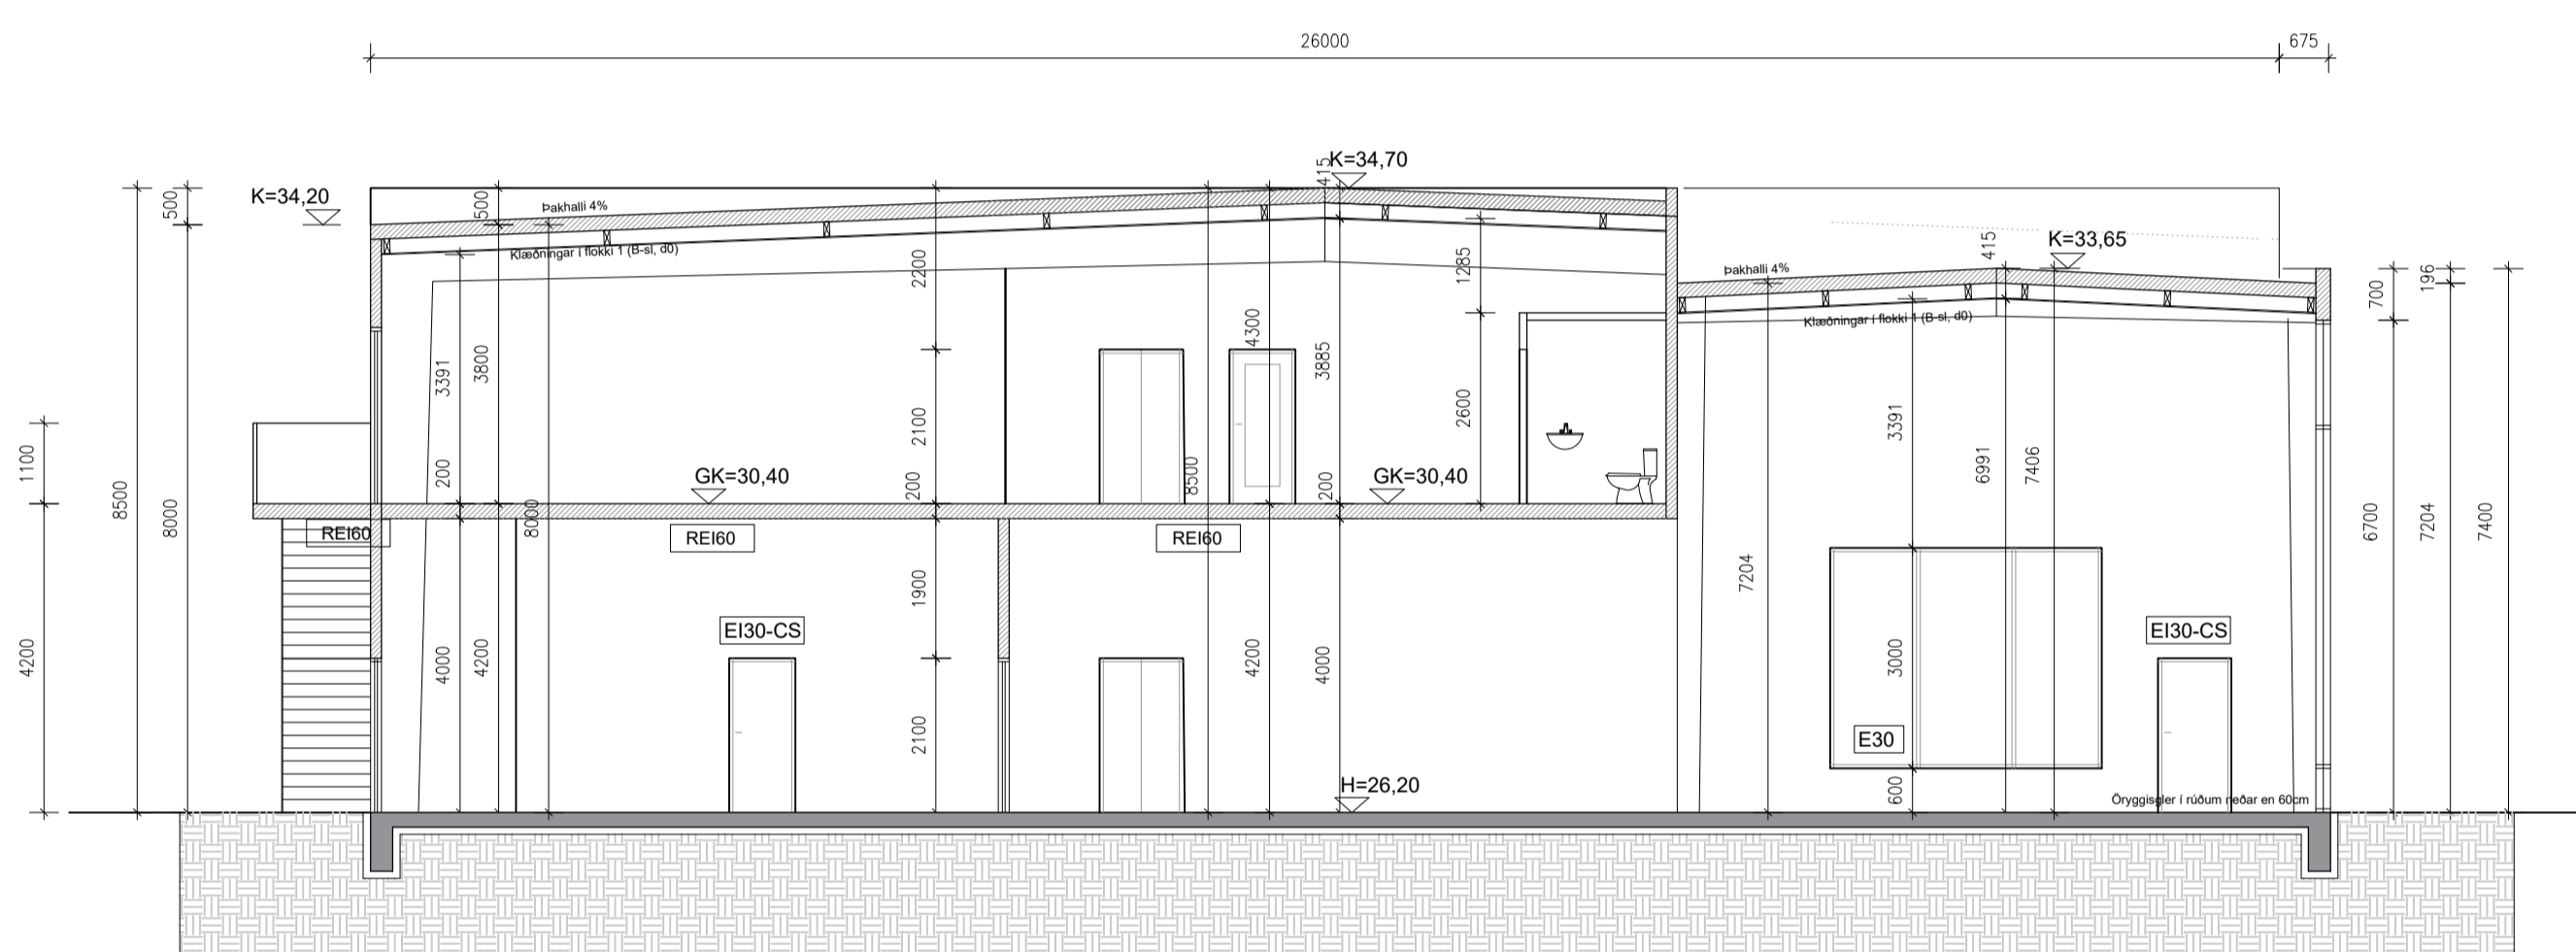 26000
675
K=34,20
K=34,70
415
500
500
Þakhalli 4%
Klæðningar í flokki 1 (B-sl, d0)
2200
1285
Þakhalli 4%
415
K=33,65
Klæðningar í flokki 1 (B-sl, d0)
700
196
4300
3391
3800
3885
2100
2600
3391
1100
8500
8000
200
GK=30,40
200
8500
200
GK=30,40
6991
7406
6700
7204
7400
REI60
8000
REI60
REI60
7204
1900
EI30-CS
EI30-CS
4200
4000
4200
4200
4000
3000
2100
E30
H=26,20
600
Öryggisgler í rúðum neðar en 60cm